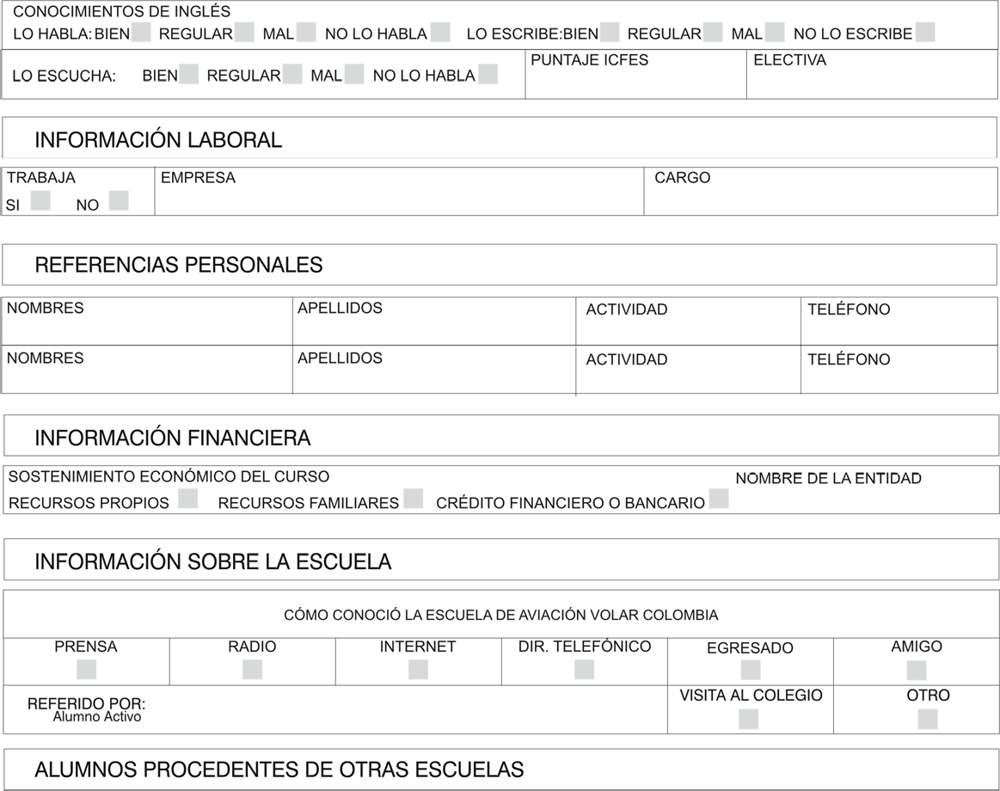 CONOCIMIENTOS DE INGLÉS
LO HABLA: BIEN REGULAR MAL NO LO HABLA LO ESCRIBE: BIEN REGULAR MAL NO LO ESCRIBE
LO ESCUCHA: BIEN REGULAR MAL NO LO HABLA PUNTAJE ICFES ELECTIVA
INFORMACIÓN LABORAL
TRABAJA EMPRESA CARGO
SI NO
REFERENCIAS PERSONALES
NOMBRES APELLIDOS ACTIVIDAD TELÉFONO
NOMBRES APELLIDOS ACTIVIDAD TELÉFONO
INFORMACIÓN FINANCIERA
SOSTENIMIENTO ECONÓMICO DEL CURSO NOMBRE DE LA ENTIDAD
RECURSOS PROPIOS RECURSOS FAMILIARES CRÉDITO FINANCIERO O BANCARIO
INFORMACIÓN SOBRE LA ESCUELA
CÓMO CONOCIÓ LA ESCUELA DE AVIACIÓN VOLAR COLOMBIA
PRENSA RADIO INTERNET DIR. TELEFÓNICO EGRESADO AMIGO
REFERIDO POR: VISITA AL COLEGIO OTRO
Alumno Activo
ALUMNOS PROCEDENTES DE OTRAS ESCUELAS